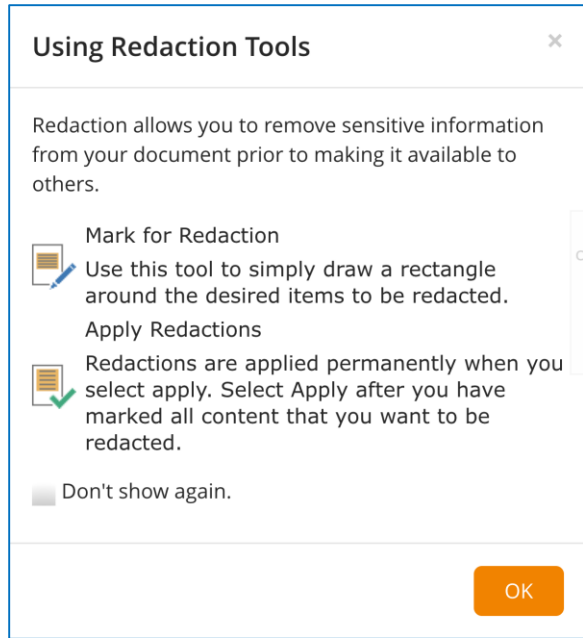 Using Redaction Tools
×
Redaction allows you to remove sensitive information
from your document prior to making it available to
others.
Mark for Redaction
Use this tool to simply draw a rectangle
around the desired items to be redacted.
Apply Redactions
Redactions are applied permanently when you
select apply. Select Apply after you have
marked all content that you want to be
redacted.
Don't show again.
OK